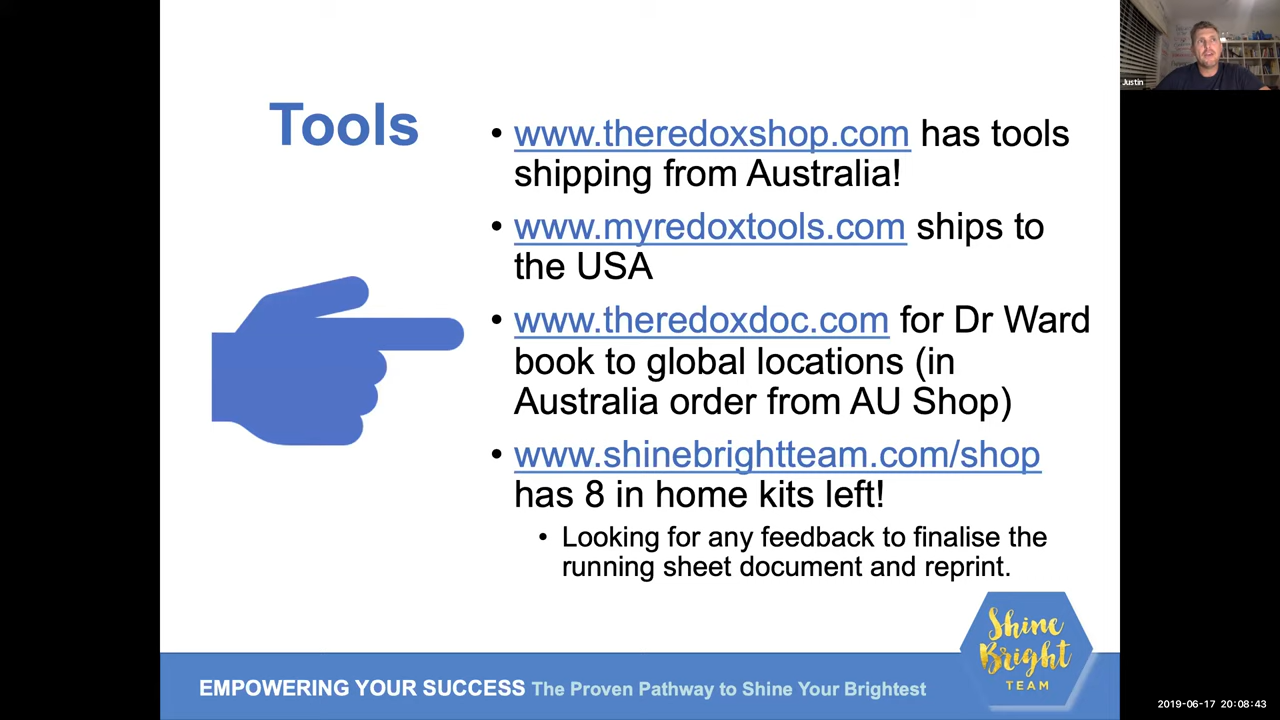 Justin
Tools
• www.theredoxshop.com has tools
shipping from Australia!
• www.myredoxtools.com ships to
the USA
• www.theredoxdoc.com for Dr Ward
book to global locations (in
Australia order from AU Shop)
• www.shinebrightteam.com/shop
has 8 in home kits left!
• Looking for any feedback to finalise the
running sheet document and reprint.
Shine
Bright
TEAM
EMPOWERING YOUR SUCCESS The Proven Pathway to Shine Your Brightest
2019-06-17 20:08:43